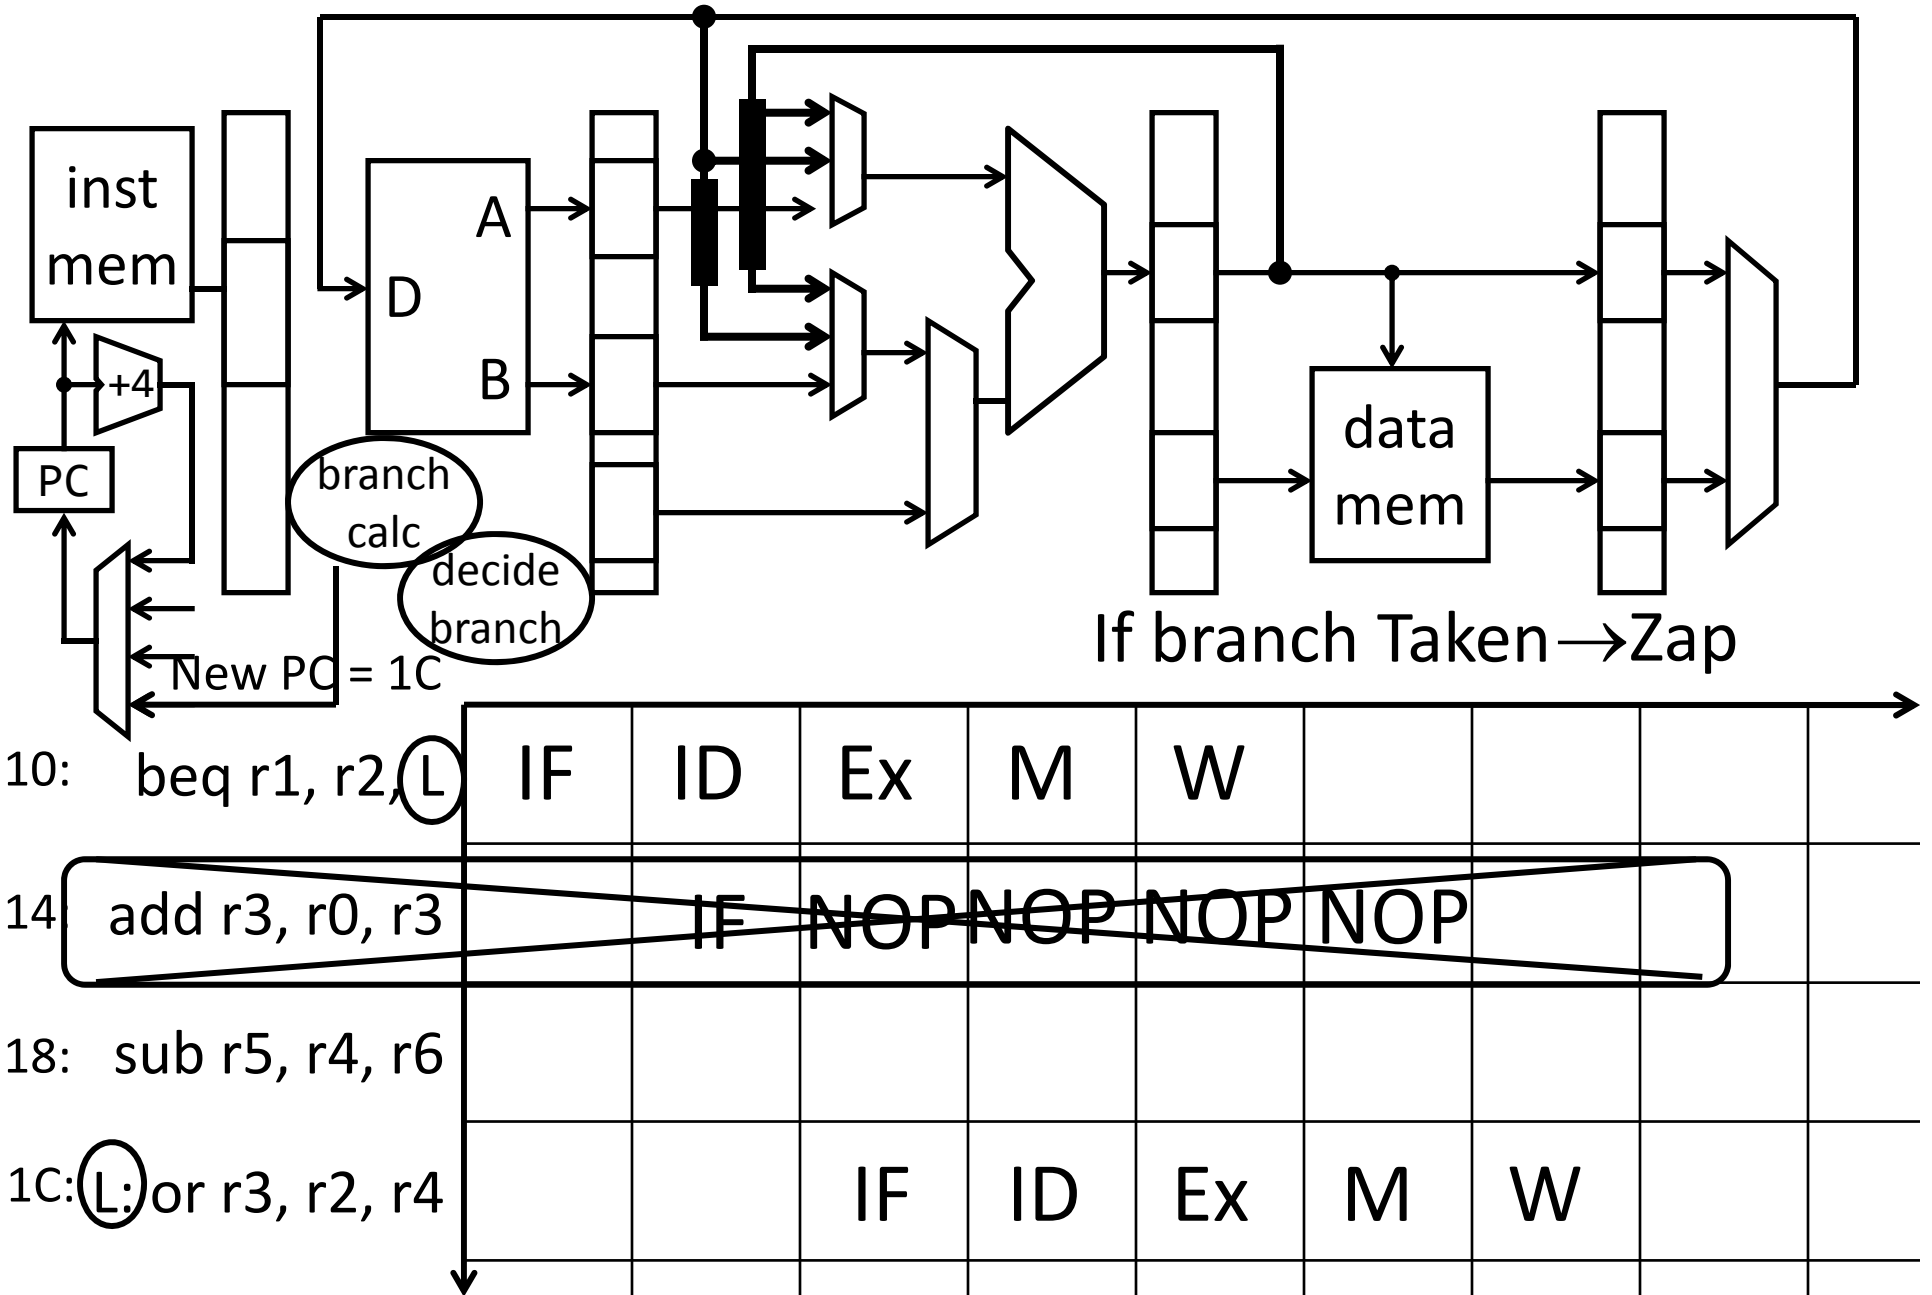 inst
mem
+4
PC
A
D
B
branch
calc
decide
branch
New PC = 1C
data
mem
If branch Taken→Zap
10: beq r1, r2, L IF ID Ex M W
14: add r3, r0, r3 IF NOP NOP NOP NOP
18: sub r5, r4, r6
1C: L: or r3, r2, r4 IF ID Ex M W